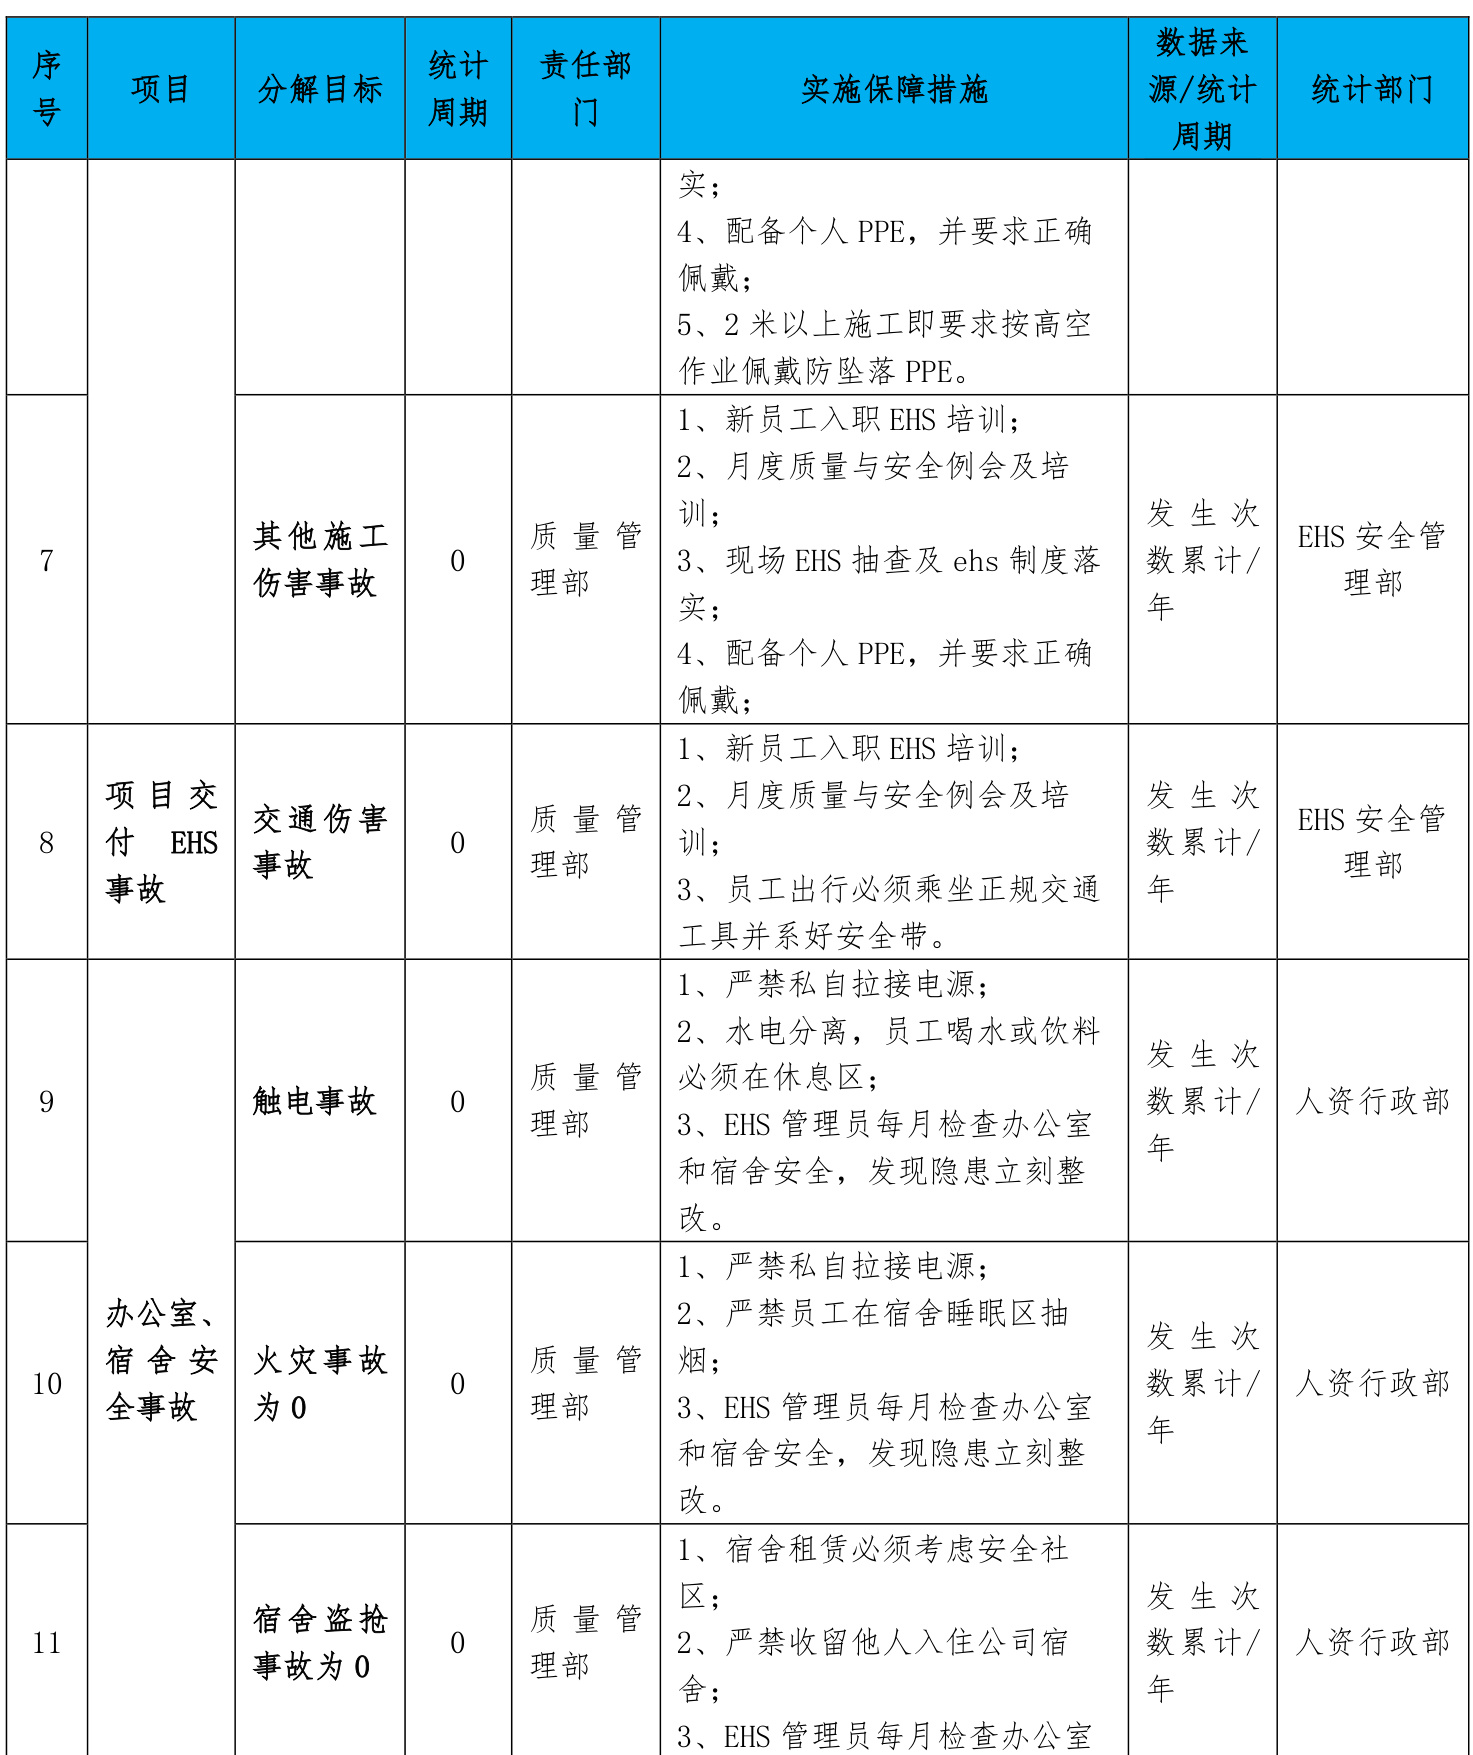 序
号
项目
分解目标
统计
周期
责任部
门
实施保障措施
数据来
源/统计
周期
统计部门
实；
4、配备个人 PPE，并要求正确
佩戴；
5、2 米以上施工即要求按高空
作业佩戴防坠落 PPE。
7
其他施工
伤害事故
0
质量管
理部
1、新员工入职 EHS 培训；
2、月度质量与安全例会及培
训；
3、现场 EHS 抽查及 ehs 制度落
实；
4、配备个人 PPE，并要求正确
佩戴；
发生次
数累计/
年
EHS 安全管
理部
8
项目交
付 EHS
事故
交通伤害
事故
0
质量管
理部
1、新员工入职 EHS 培训；
2、月度质量与安全例会及培
训；
3、员工出行必须乘坐正规交通
工具并系好安全带。
发生次
数累计/
年
EHS 安全管
理部
9
触电事故
0
质量管
理部
1、严禁私自拉接电源；
2、水电分离，员工喝水或饮料
必须在休息区；
3、EHS 管理员每月检查办公室
和宿舍安全，发现隐患立刻整
改。
发生次
数累计/
年
人资行政部
10
办公室、
宿舍安
全事故
火灾事故
为 0
0
质量管
理部
1、严禁私自拉接电源；
2、严禁员工在宿舍睡眠区抽
烟；
3、EHS 管理员每月检查办公室
和宿舍安全，发现隐患立刻整
改。
发生次
数累计/
年
人资行政部
11
宿舍盗抢
事故为 0
0
质量管
理部
1、宿舍租赁必须考虑安全社
区；
2、严禁收留他人入住公司宿
舍；
3、EHS 管理员每月检查办公室
发生次
数累计/
年
人资行政部